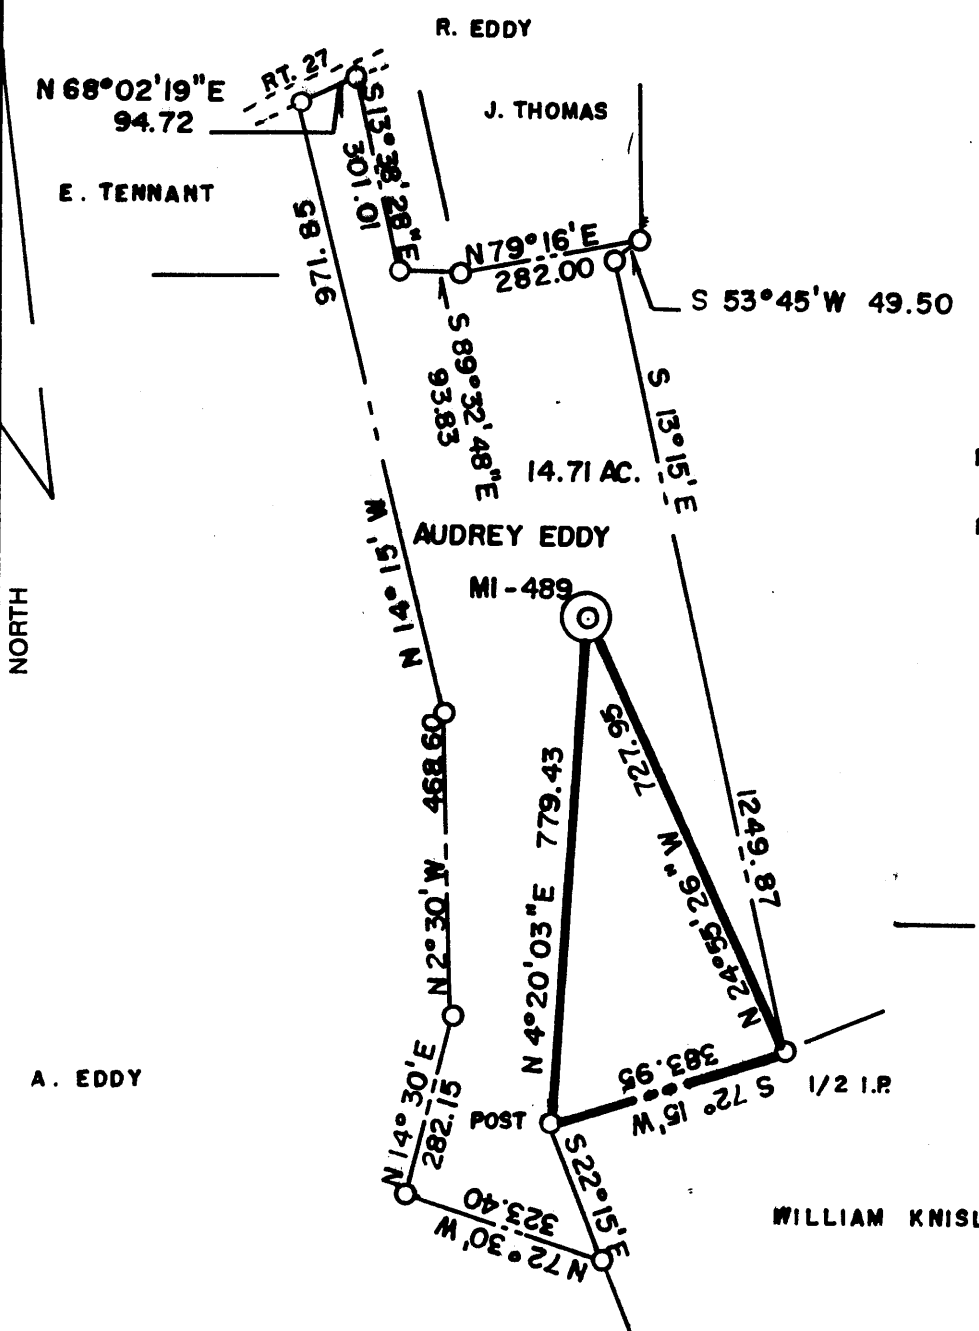 R. EDDY
RT. 27
N 68°02'19"E
94.72
J. THOMAS
S 13°38'28"E
301.01
E. TENNANT
971.85
N 79°16'E
282.00
S 53°45'W 49.50
S 89°32'48"E
93.83
S 13°15'E
14.71 AC.
AUDREY EDDY
N 14°15'W
MI-489
NORTH
727.95
468.60
779.43
1249.87
N 2°30'W
N 4°20'03"E
N 24°55'26"W
383.95
S 72°15'W
1/2 I.P.
A. EDDY
N 14°30'E
282.15
POST
S 22°15'E
323.40
N 72°30'W
WILLIAM KNISL